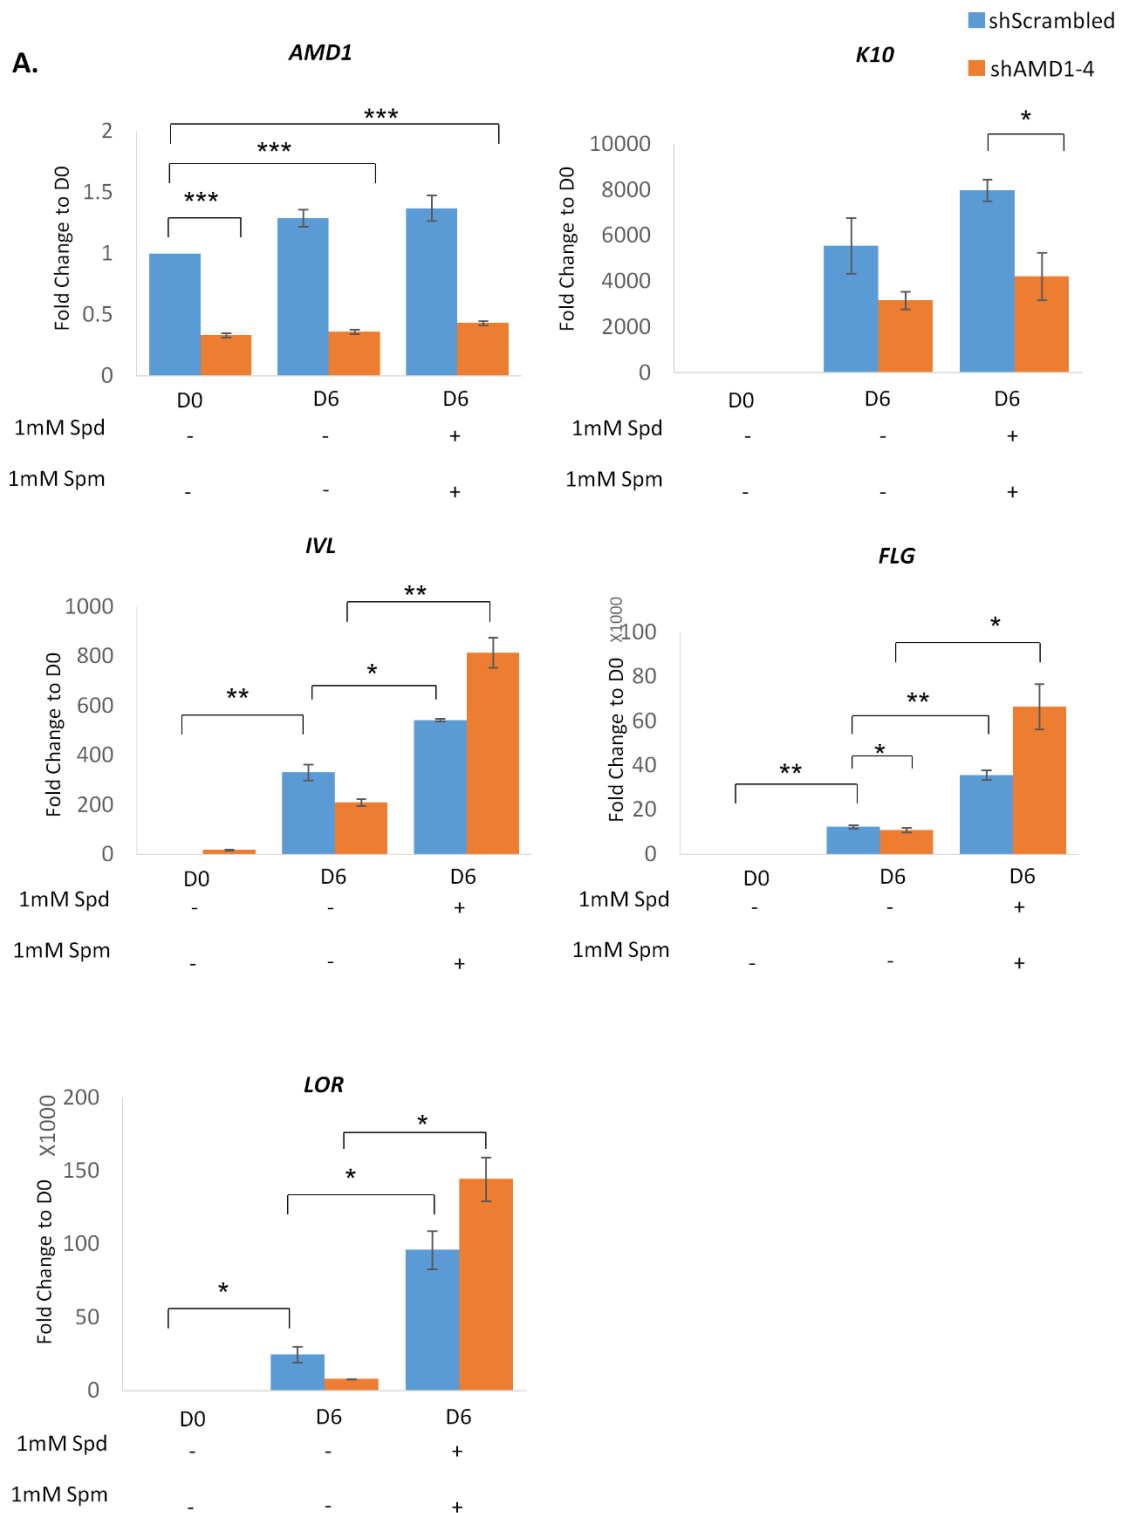 shScrambled
shAMD1-4
A.
AMD1
Fold Change to D0
2
1.5
1
0.5
0
***
***
***
D0 D6 D6
1mM Spd - - +
1mM Spm - - +
K10
Fold Change to D0
10000
8000
6000
4000
2000
0
*
D0 D6 D6
1mM Spd - - +
1mM Spm - - +
IVL
Fold Change to D0
1000
800
600
400
200
0
**
*
**
D0 D6 D6
1mM Spd - - +
1mM Spm - - +
FLG
Fold Change to D0 X1000
100
80
60
40
20
0
*
**
*
**
D0 D6 D6
1mM Spd - - +
1mM Spm - - +
LOR
Fold Change to D0 X1000
200
150
100
50
0
*
*
*
D0 D6 D6
1mM Spd - - +
1mM Spm - - +